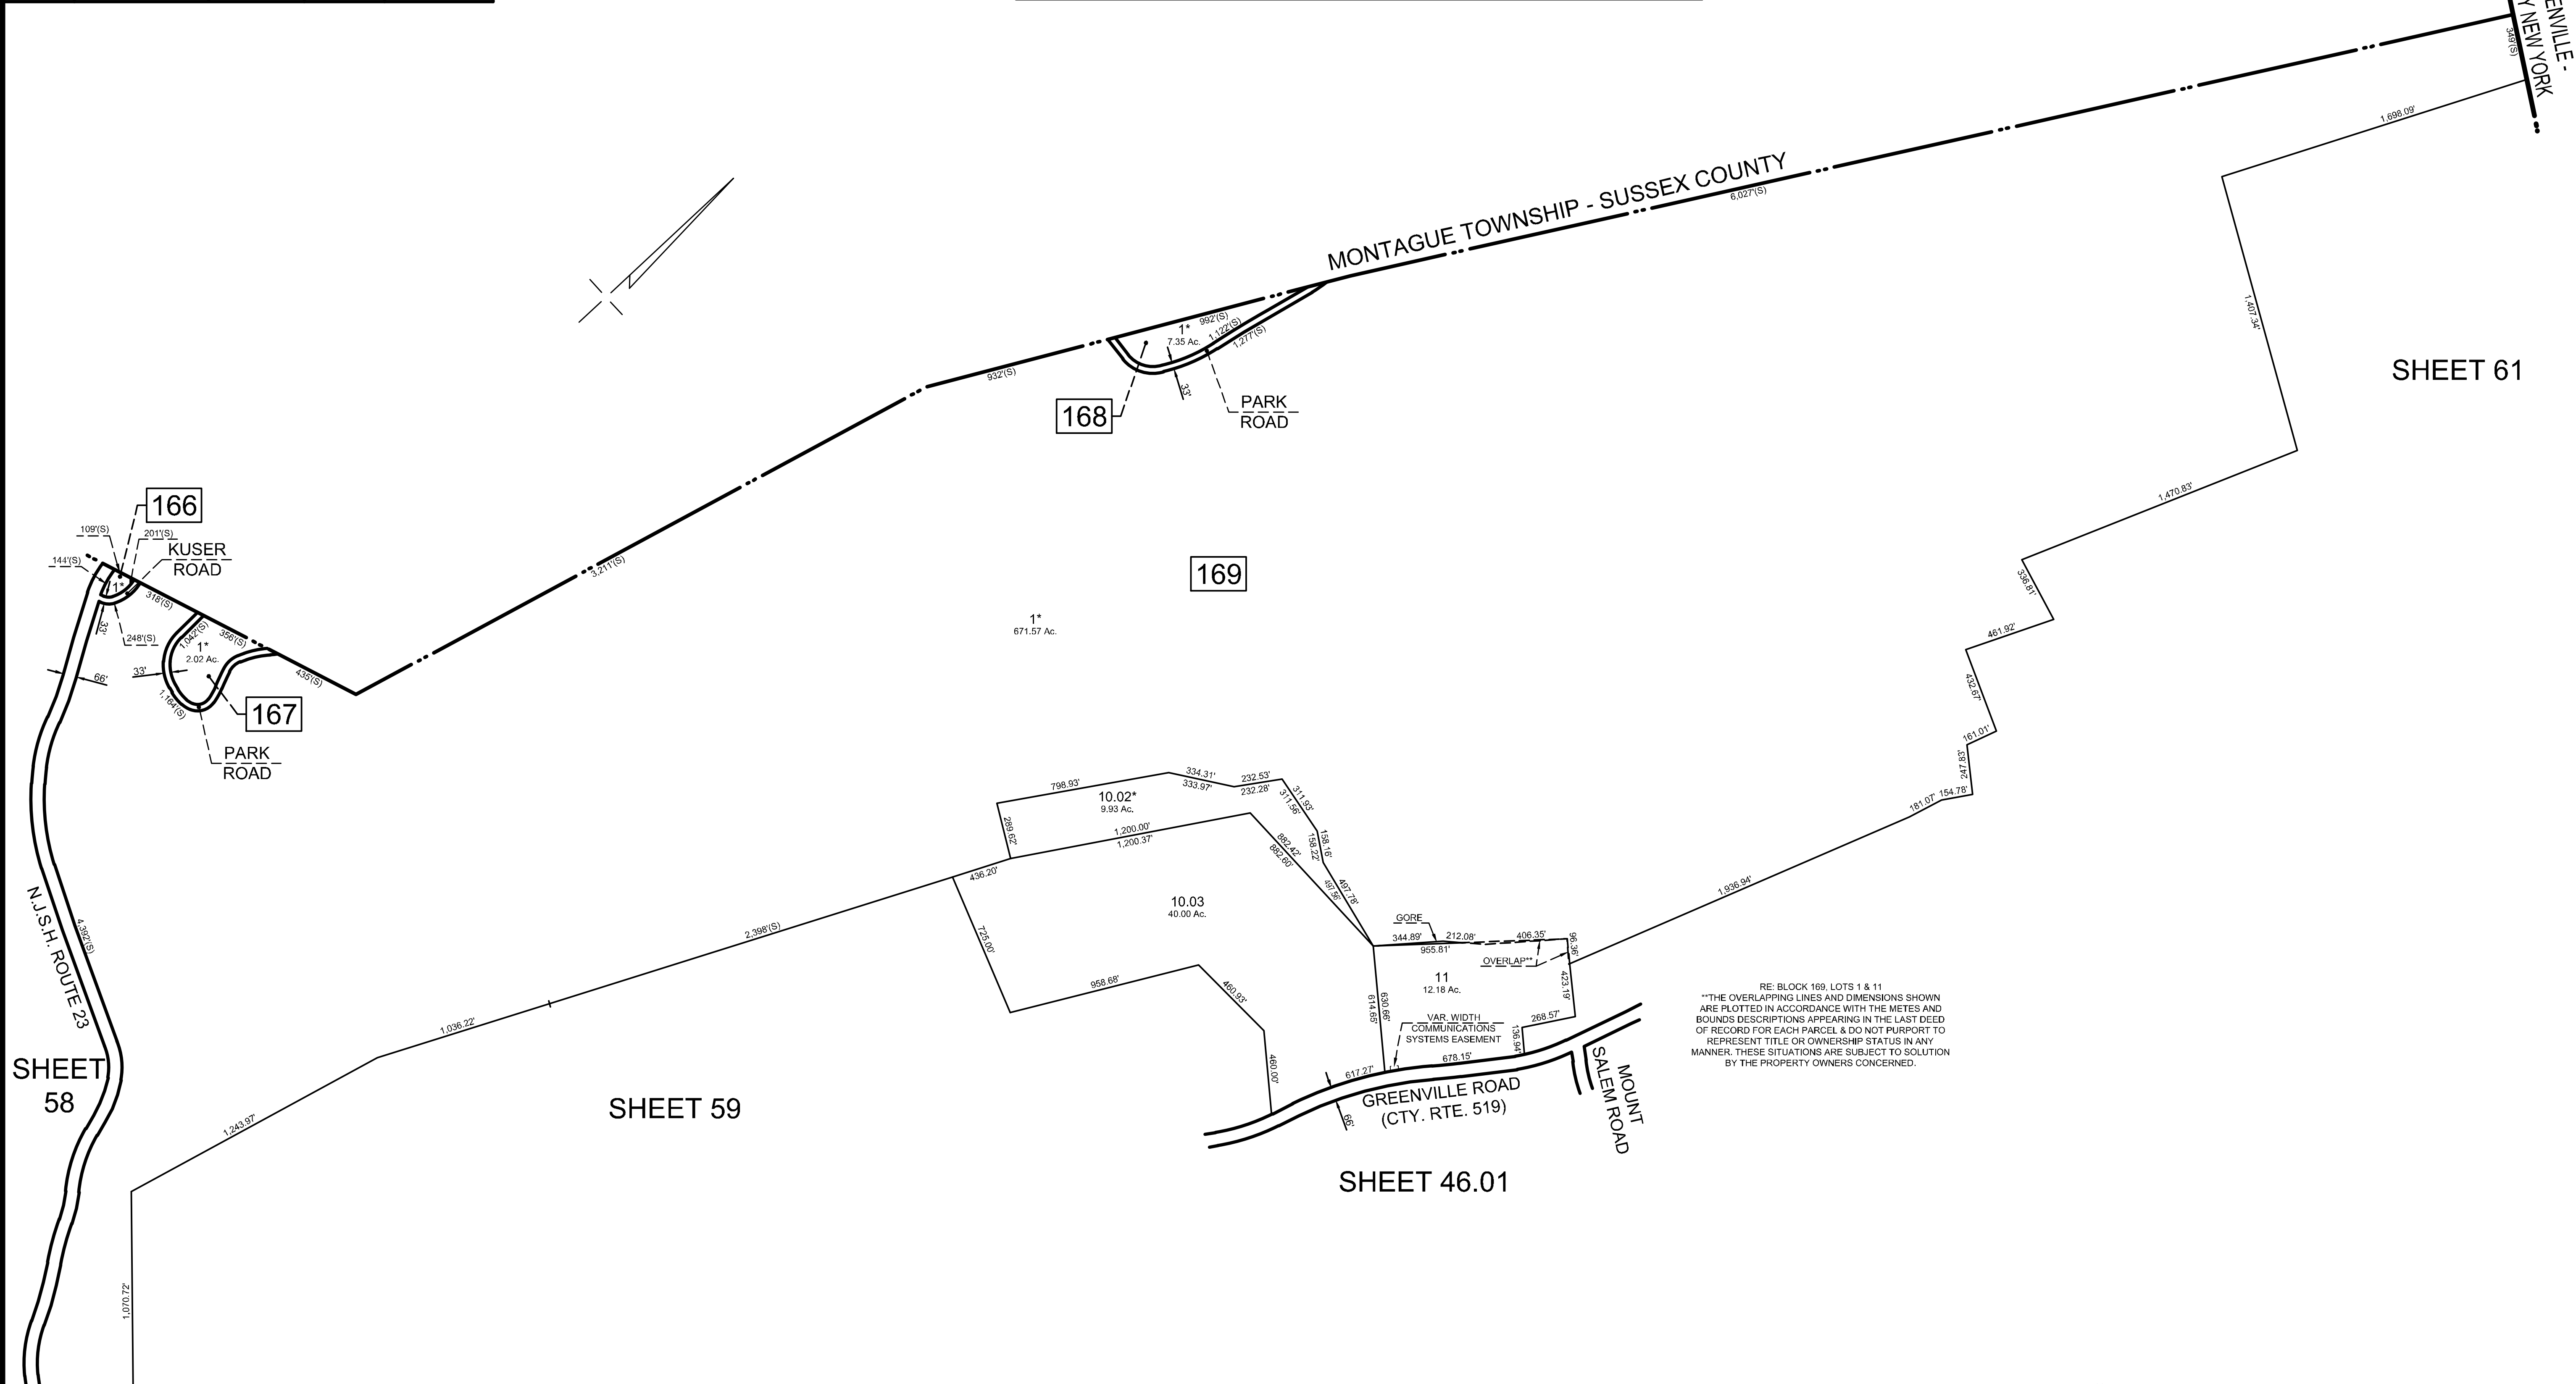 ENVILLE -
Y NEW YORK
349'(S)
1,698.09'
MONTAGUE TOWNSHIP - SUSSEX COUNTY
6,027'(S)
1,407.34'
SHEET 61
992'(S)
1*
7.35 Ac.
1,122'(S)
1,277'(S)
932'(S)
33'
168
PARK
ROAD
1,470.83'
166
109'(S)
201'(S)
KUSER
ROAD
144'(S)
1*
318'(S)
33'
248'(S)
3,211'(S)
169
1*
671.57 Ac.
336.81'
461.92'
432.67'
161.01'
247.83'
154.78'
181.07'
1,936.94'
1,042'(S)
356'(S)
1*
2.02 Ac.
435'(S)
33'
66'
1,164'(S)
167
PARK
ROAD
798.93'
334.31'
333.97'
232.53'
232.28'
10.02*
9.93 Ac.
311.93'
311.56'
289.62'
1,200.00'
1,200.37'
158.16'
158.22'
882.42'
882.60'
497.78'
497.56'
436.20'
10.03
40.00 Ac.
725.00'
2,398'(S)
N.J.S.H. ROUTE 23
4,392'(S)
GORE
344.89'
212.08'
406.35'
96.36'
955.81'
OVERLAP**
11
12.18 Ac.
423.19'
958.68'
460.93'
630.66'
614.65'
VAR. WIDTH
COMMUNICATIONS
SYSTEMS EASEMENT
268.57'
136.94'
678.15'
460.00'
617.27'
66'
GREENVILLE ROAD
(CTY. RTE. 519)
MOUNT
SALEM ROAD
RE: BLOCK 169, LOTS 1 & 11
**THE OVERLAPPING LINES AND DIMENSIONS SHOWN
ARE PLOTTED IN ACCORDANCE WITH THE METES AND
BOUNDS DESCRIPTIONS APPEARING IN THE LAST DEED
OF RECORD FOR EACH PARCEL & DO NOT PURPORT TO
REPRESENT TITLE OR OWNERSHIP STATUS IN ANY
MANNER. THESE SITUATIONS ARE SUBJECT TO SOLUTION
BY THE PROPERTY OWNERS CONCERNED.
1,036.22'
SHEET
58
SHEET 59
1,243.97'
SHEET 46.01
1,070.72'